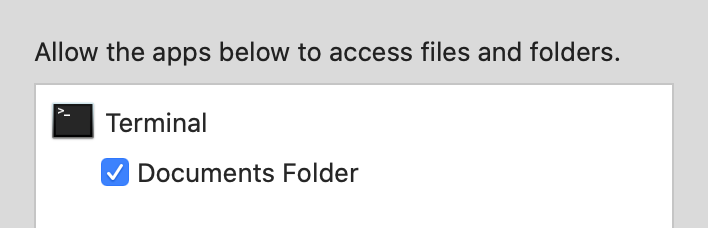 Allow the apps below to access files and folders.
Terminal
Documents Folder